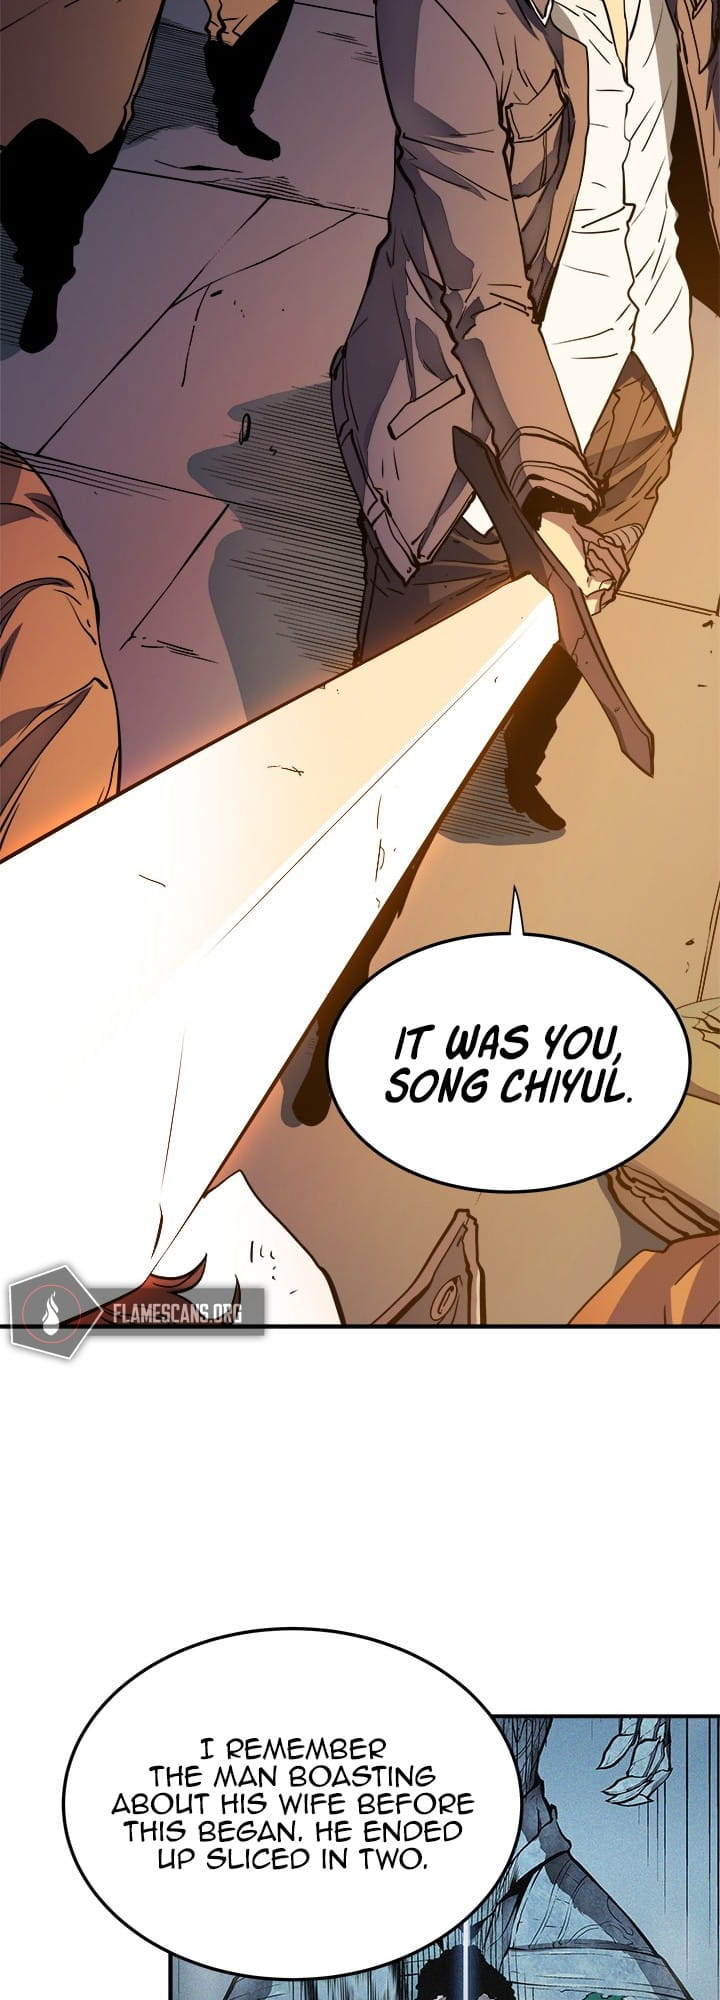 IT WAS YOU,
SONG CHIYUL.
FLAMESCANS.ORG
I REMEMBER
THE MAN BOASTING
ABOUT HIS WIFE BEFORE
THIS BEGAN. HE ENDED
UP SLICED IN TWO.